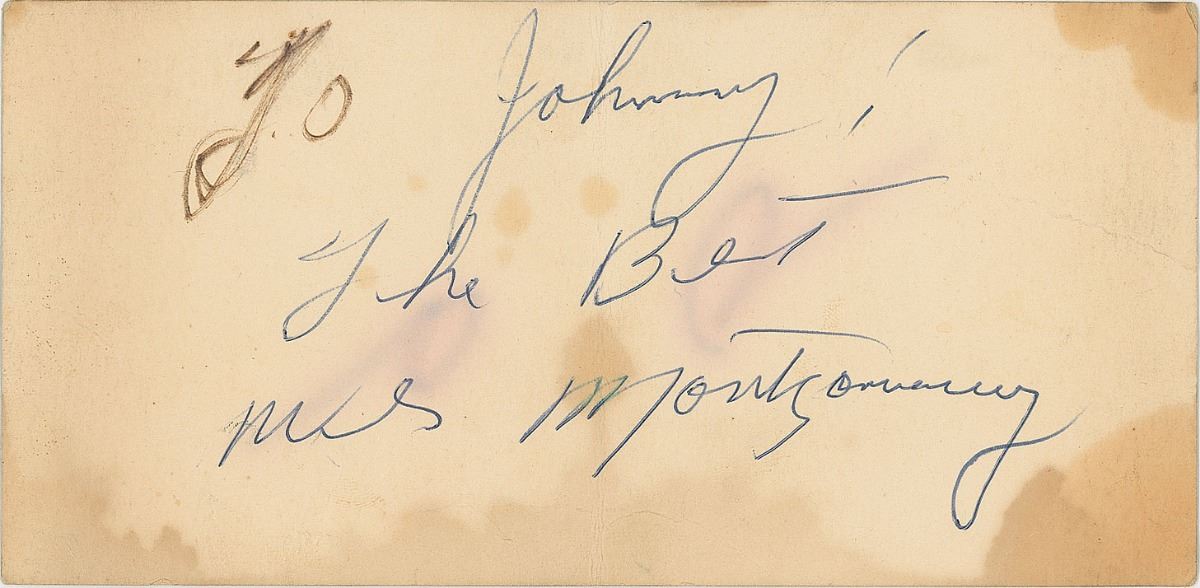 To Johnny!
The Best
Wes Montgomery